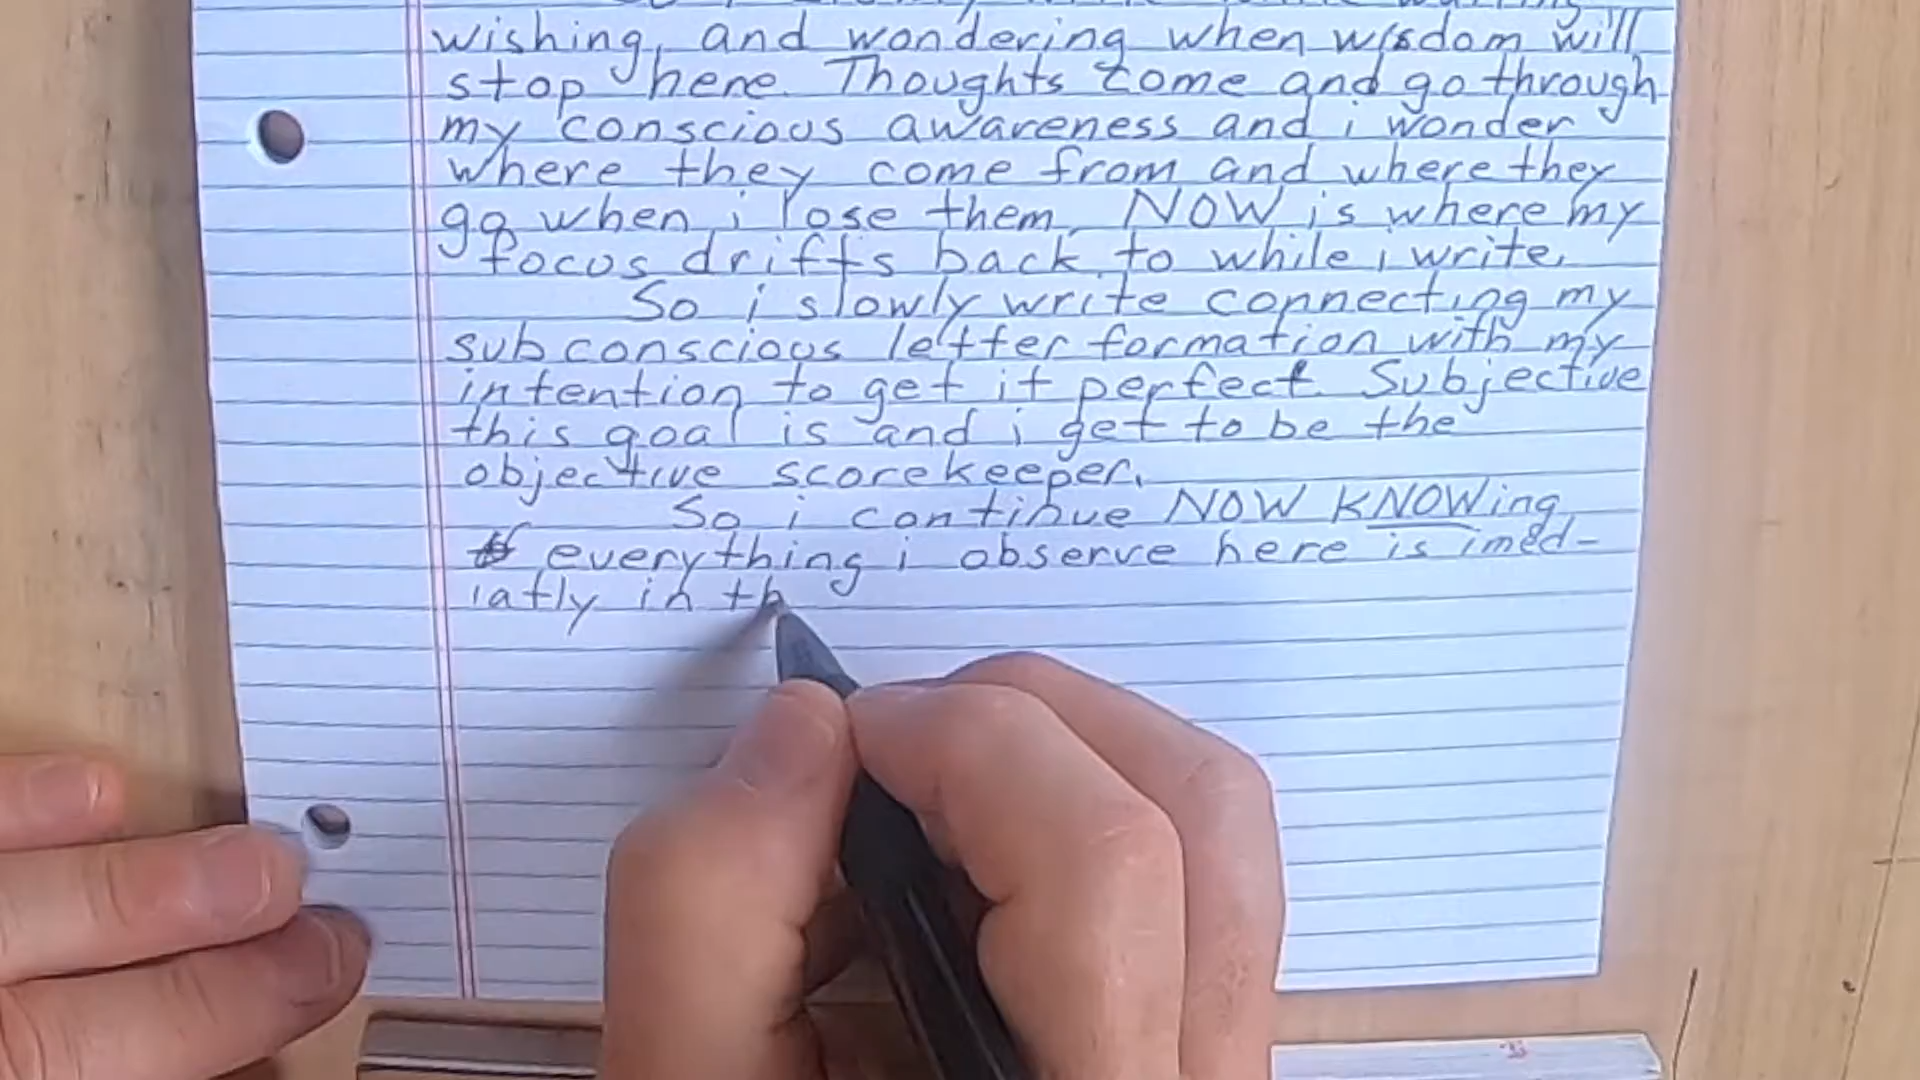 wishing, and wondering when wisdom will
stop here. Thoughts come and go through
my conscious awareness and i wonder
where they come from and where they
go when i lose them. NOW is where my
focus drifts back to while i write.
So i slowly write connecting my
subconscious letter formation with my
intention to get it perfect. Subjective
this goal is and i get to be the
objective scorekeeper.
So i continue NOW KNOWing
everything i observe here is imed-
iatly in th